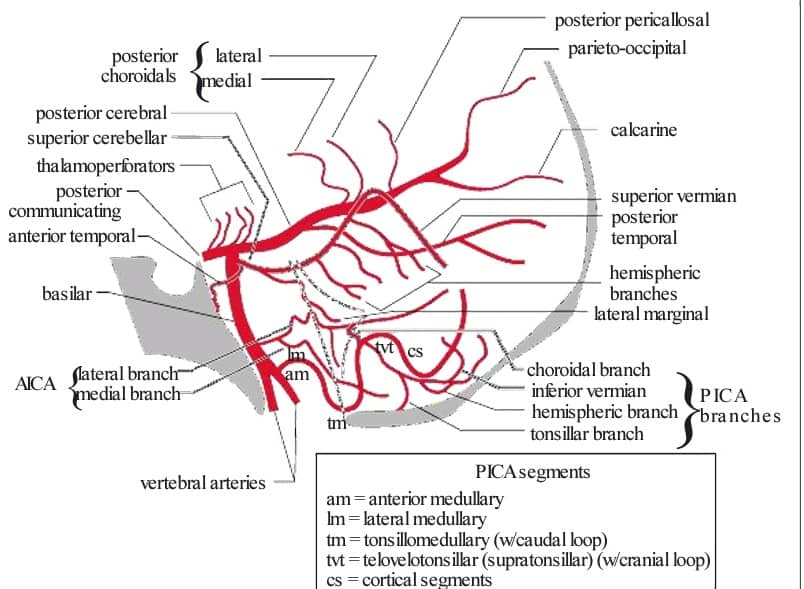 posterior pericallosal
parieto-occipital
posterior
choroidals
{ lateral
medial
posterior cerebral
superior cerebellar
thalamoperforators
posterior
communicating
anterior temporal
basilar
calcarine
superior vermian
posterior
temporal
hemispheric
branches
lateral marginal
AICA
{ lateral branch
medial branch
lm
am
tvt
cs
tm
choroidal branch
inferior vermian
hemispheric branch
tonsillar branch
} PICA
branches
vertebral arteries
PICA segments
am = anterior medullary
lm = lateral medullary
tm = tonsillomedullary (w/caudal loop)
tvt = telovelotonsillar (supratonsillar) (w/cranial loop)
cs = cortical segments